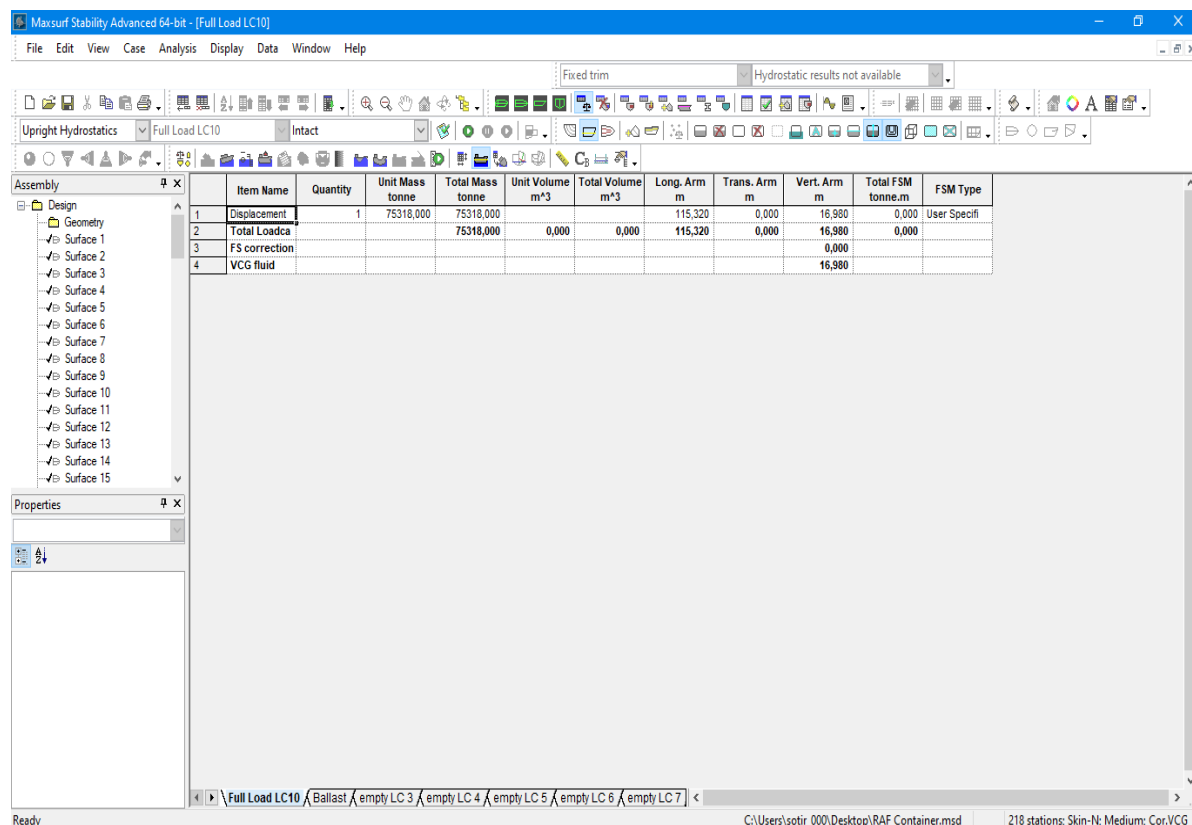 Maxsurf Stability Advanced 64-bit - [Full Load LC10]
File Edit View Case Analysis Display Data Window Help
Fixed trim Hydrostatic results not available
Upright Hydrostatics Full Load LC10 Intact
Assembly
Design
Geometry
Surface 1
Surface 2
Surface 3
Surface 4
Surface 5
Surface 6
Surface 7
Surface 8
Surface 9
Surface 10
Surface 11
Surface 12
Surface 13
Surface 14
Surface 15
Properties
Item Name Quantity Unit Mass tonne Total Mass tonne Unit Volume m^3 Total Volume m^3 Long. Arm m Trans. Arm m Vert. Arm m Total FSM tonne.m FSM Type
1 Displacement 1 75318,000 75318,000 115,320 0,000 16,980 0,000 User Specifi
2 Total Loadca 75318,000 0,000 0,000 115,320 0,000 16,980 0,000
3 FS correction 0,000
4 VCG fluid 16,980
Full Load LC10 Ballast empty LC 3 empty LC 4 empty LC 5 empty LC 6 empty LC 7
Ready C:\Users\sotir_000\Desktop\RAF Container.msd 218 stations; Skin-N; Medium; Cor.VCG